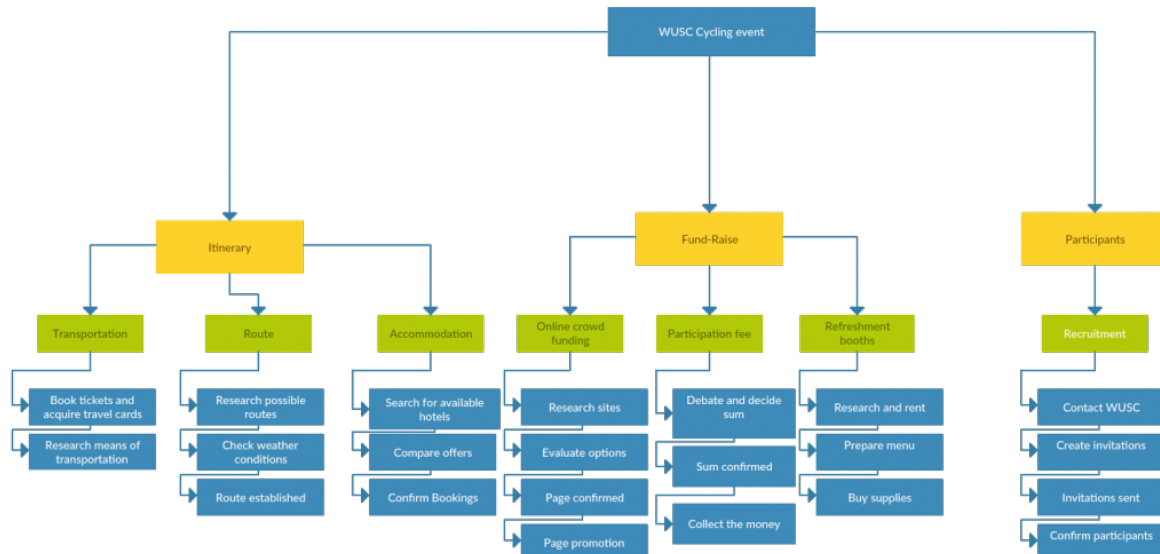 WUSC Cycling event
Itinerary
Fund-Raise
Participants
Transportation
Route
Accommodation
Online crowd
funding
Participation fee
Refreshment
booths
Recruitment
Book tickets and
acquire travel cards
Research means of
transportation
Research possible
routes
Check weather
conditions
Route established
Search for available
hotels
Compare offers
Confirm Bookings
Research sites
Evaluate options
Page confirmed
Page promotion
Debate and decide
sum
Sum confirmed
Collect the money
Research and rent
Prepare menu
Buy supplies
Contact WUSC
Create invitations
Invitations sent
Confirm participants